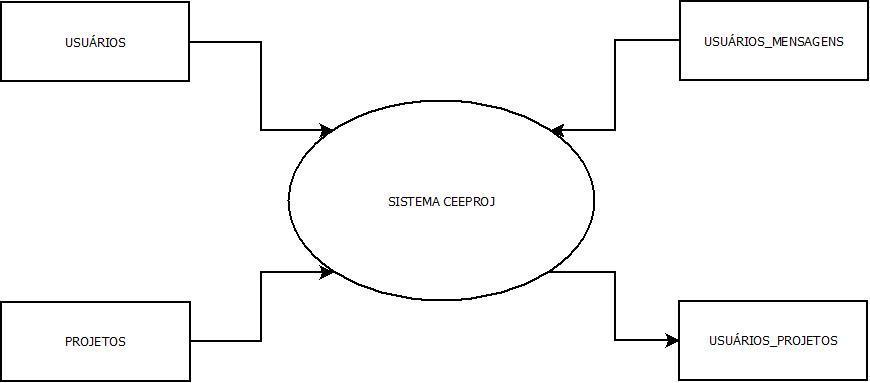 USUÁRIOS
USUÁRIOS_MENSAGENS
SISTEMA CEEPROJ
PROJETOS
USUÁRIOS_PROJETOS